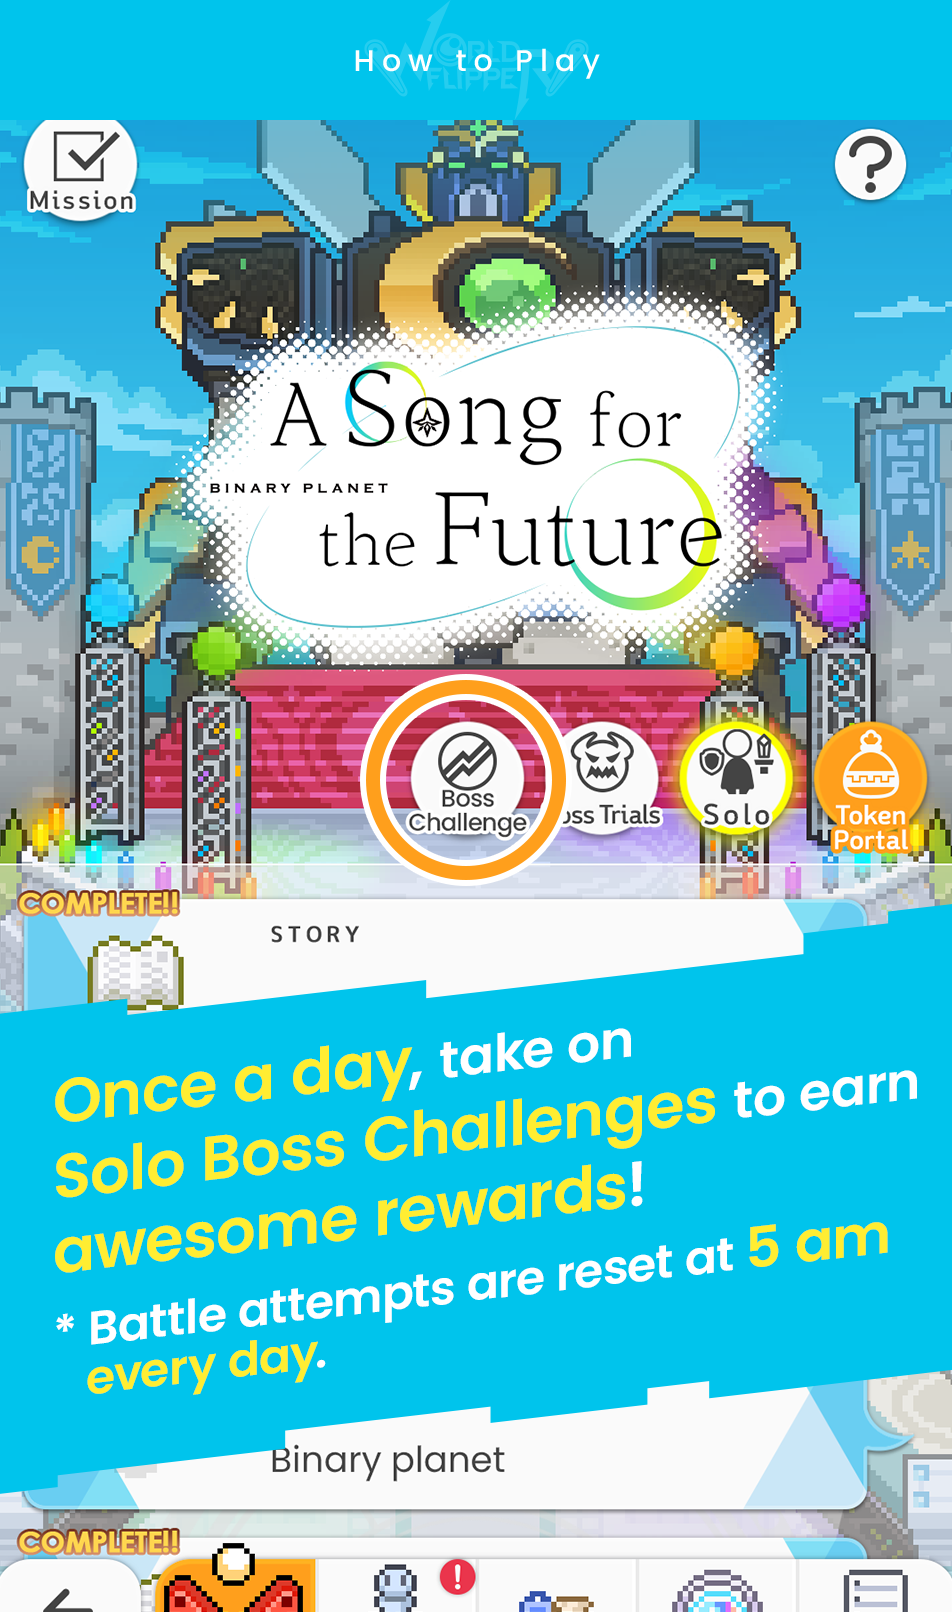 How to Play
WORLD
FLIPPER
Mission
?
A Song for
BINARY PLANET
the Future
Boss
Challenge
oss Trials
Solo
Token
Portal
COMPLETE!!
STORY
Once a day, take on
Solo Boss Challenges to earn
awesome rewards!
* Battle attempts are reset at 5 am
every day.
Binary planet
COMPLETE!!
!